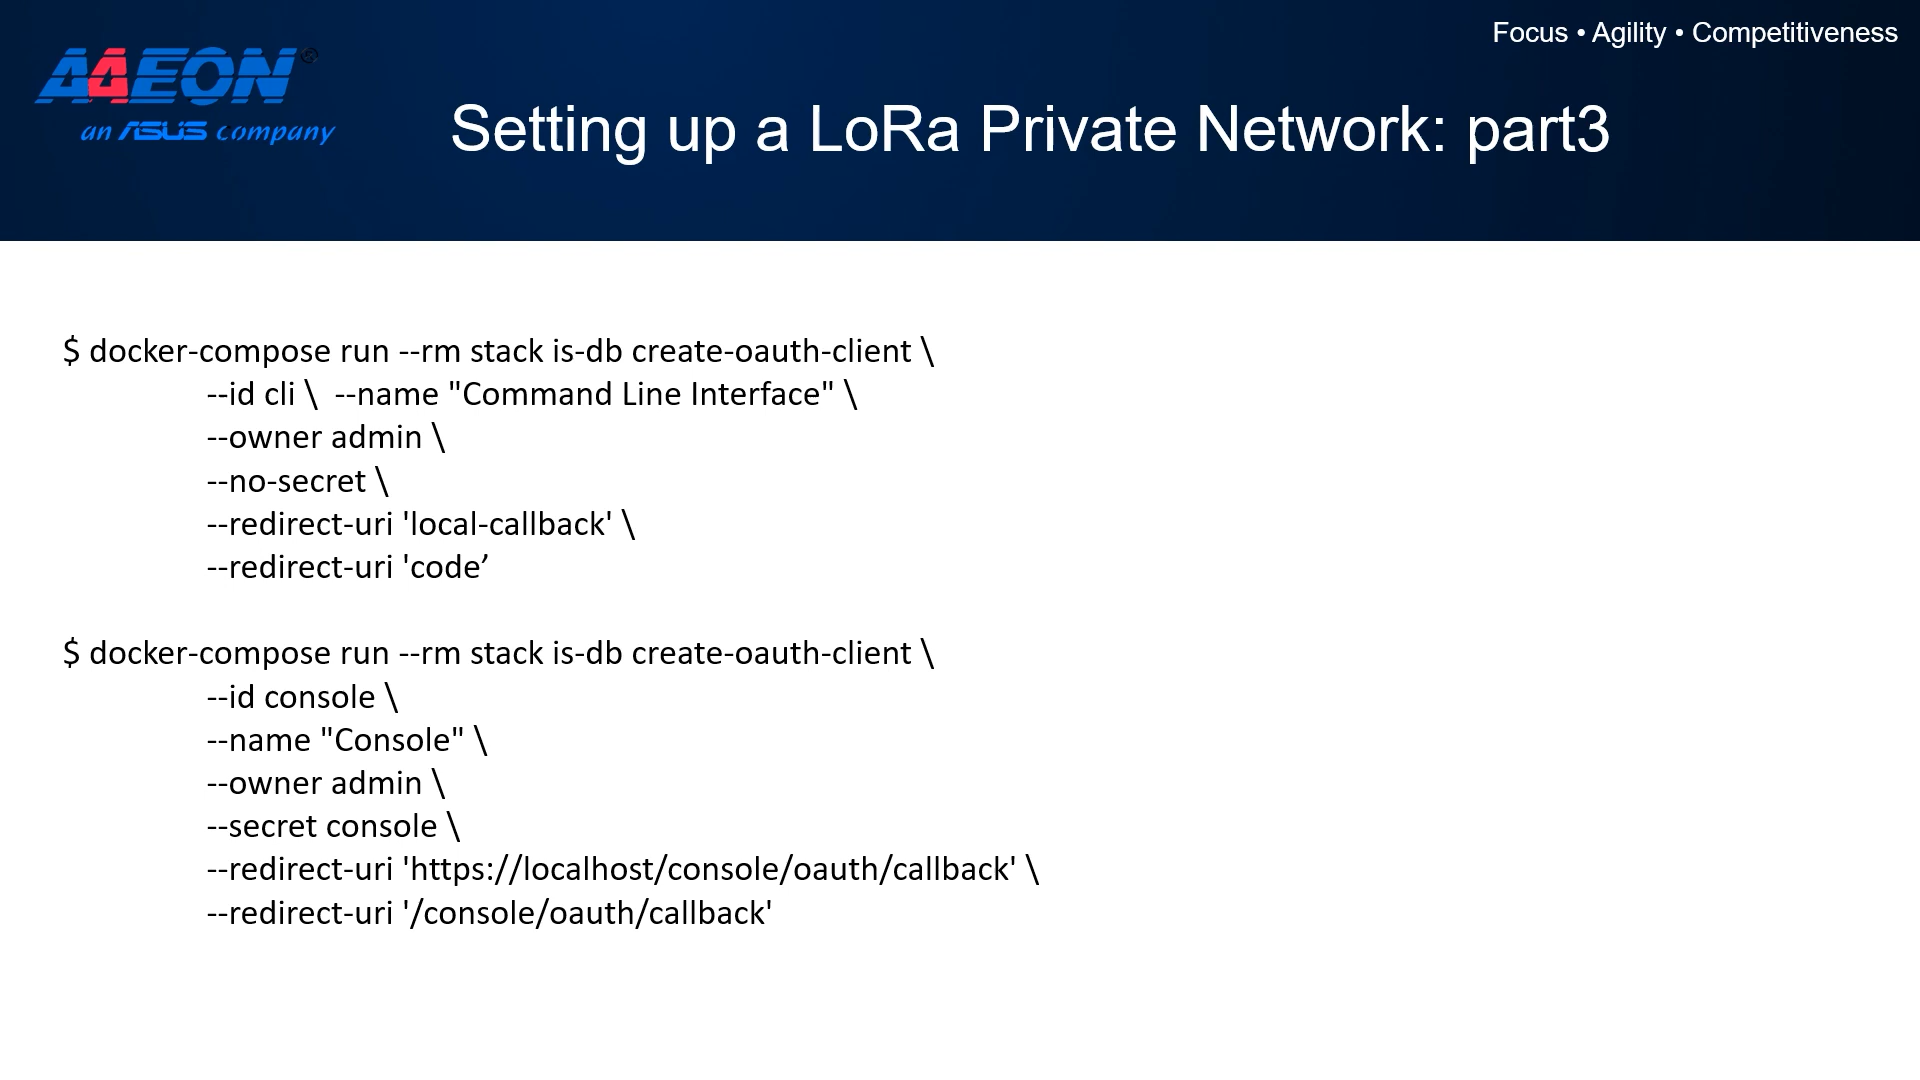 Focus • Agility • Competitiveness
AAEON®
an ASUS company
Setting up a LoRa Private Network: part3
$ docker-compose run --rm stack is-db create-oauth-client \
--id cli \  --name "Command Line Interface" \
--owner admin \
--no-secret \
--redirect-uri 'local-callback' \
--redirect-uri 'code’
$ docker-compose run --rm stack is-db create-oauth-client \
--id console \
--name "Console" \
--owner admin \
--secret console \
--redirect-uri 'https://localhost/console/oauth/callback' \
--redirect-uri '/console/oauth/callback'